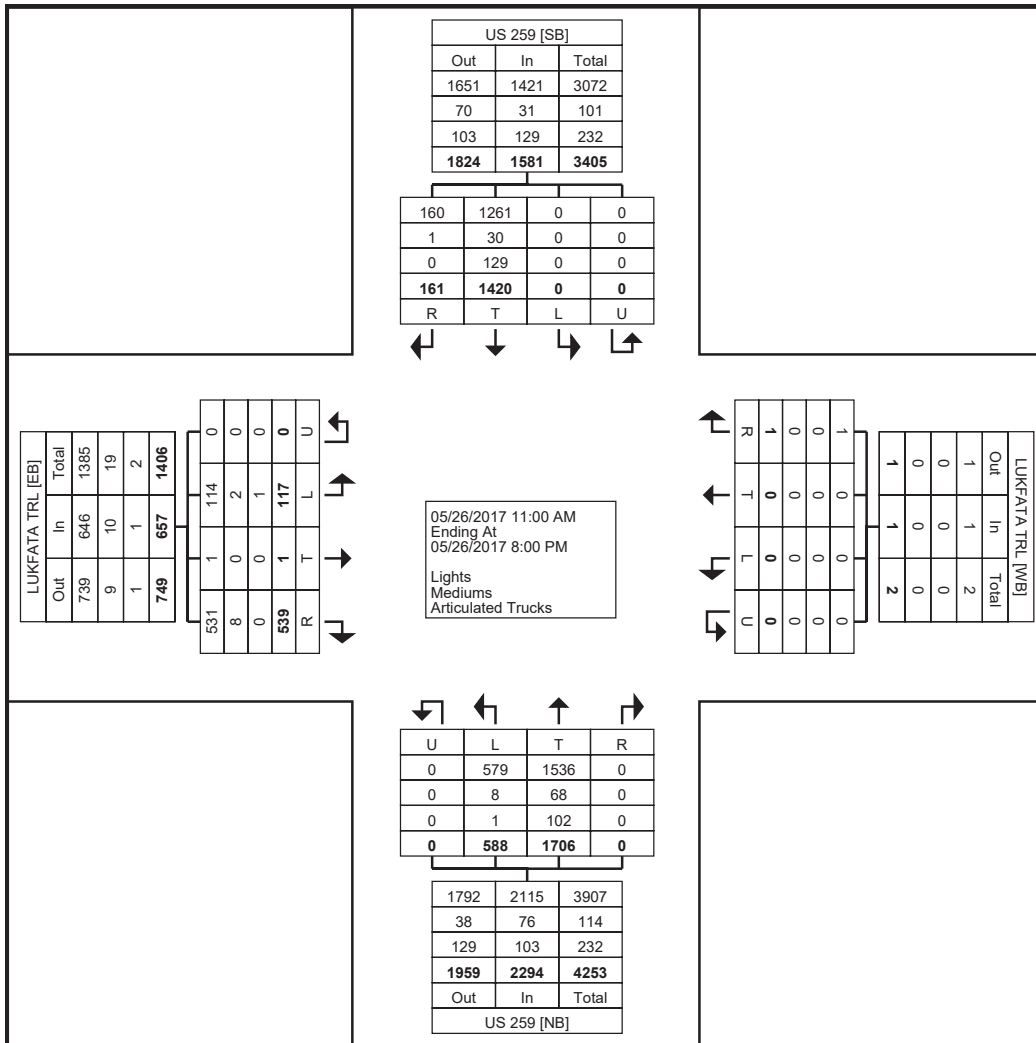 US 259 [SB]
Out In Total
1651 1421 3072
70 31 101
103 129 232
1824 1581 3405
160 1261 0 0
1 30 0 0
0 129 0 0
161 1420 0 0
R T L U
LUKFATA TRL [EB]
Total In Out
1385 646 739
19 10 9
2 1 1
1406 657 749
0 114 1 531
0 2 0 8
0 1 0 0
0 117 1 539
U L T R
05/26/2017 11:00 AM
Ending At
05/26/2017 8:00 PM
Lights
Mediums
Articulated Trucks
R T L U
1 0 0 0
0 0 0 0
0 0 0 0
1 0 0 0
LUKFATA TRL [WB]
Out In Total
1 1 2
0 0 0
0 0 0
1 1 2
U L T R
0 579 1536 0
0 8 68 0
0 1 102 0
0 588 1706 0
1792 2115 3907
38 76 114
129 103 232
1959 2294 4253
Out In Total
US 259 [NB]